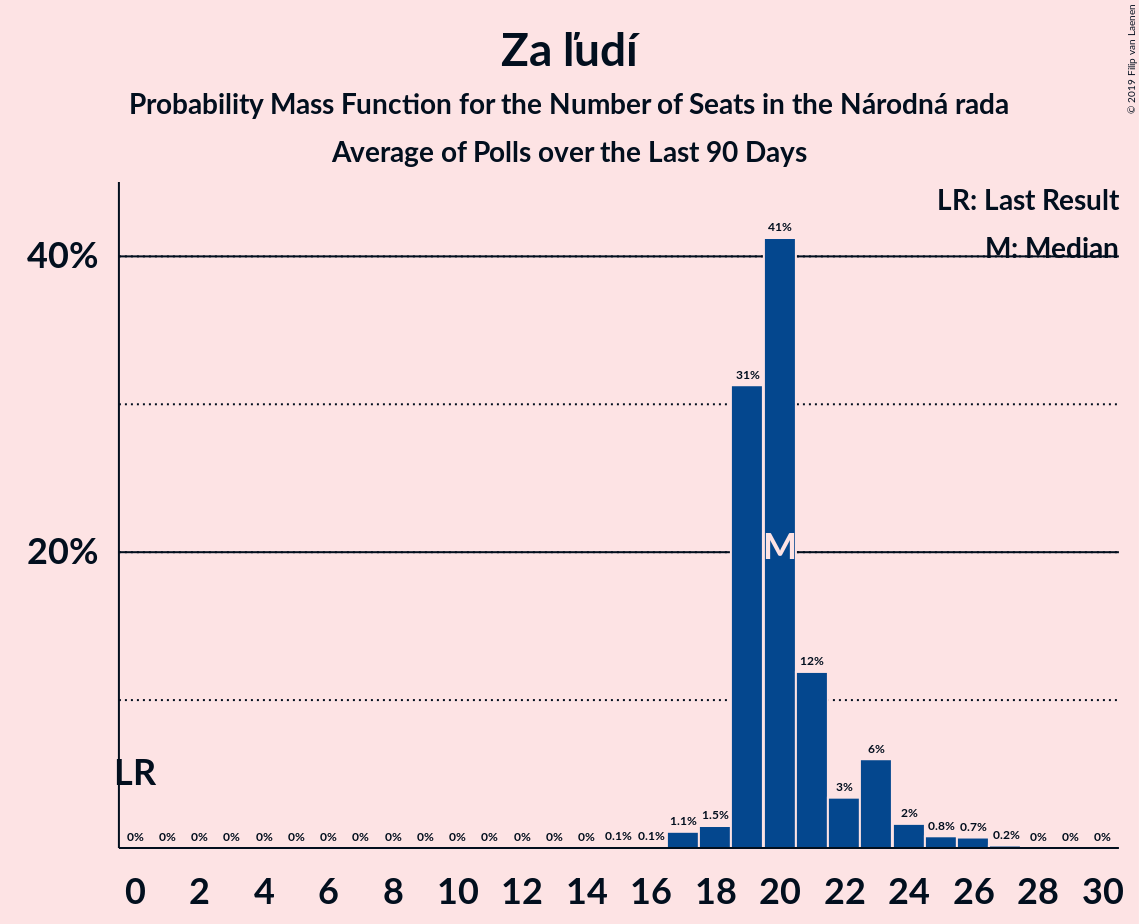 Za ľudí
Probability Mass Function for the Number of Seats in the Národná rada
Average of Polls over the Last 90 Days
© 2019 Filip van Laenen
LR: Last Result
M: Median
40%
20%
41%
31%
M
12%
LR
6%
3%
0% 0% 0% 0% 0% 0% 0% 0% 0% 0% 0% 0% 0% 0% 0% 0.1% 0.1% 1.1% 1.5% 2% 0.8% 0.7% 0.2% 0% 0% 0%
0 2 4 6 8 10 12 14 16 18 20 22 24 26 28 30